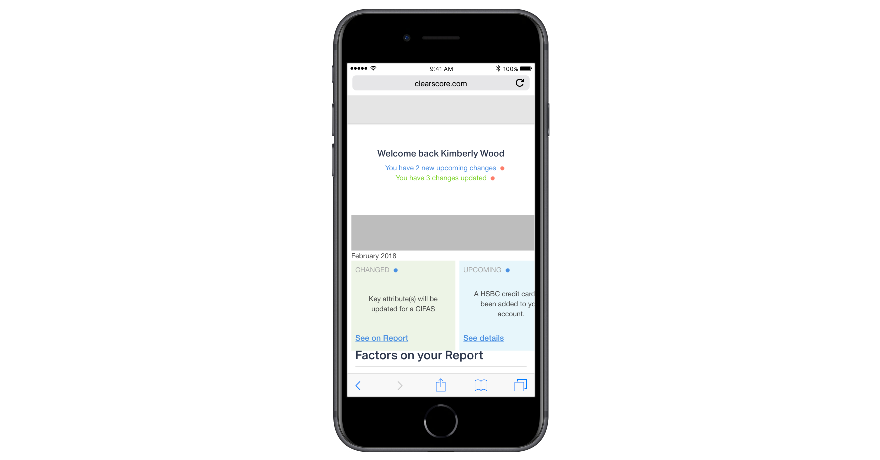 9:41 AM
100%
clearscore.com
Welcome back Kimberly Wood
You have 2 new upcoming changes
You have 3 changes updated
February 2018
CHANGED
Key attribute(s) will be
updated for a CIFAS
See on Report
UPCOMING
A HSBC credit card
been added to yo
account.
See details
Factors on your Report